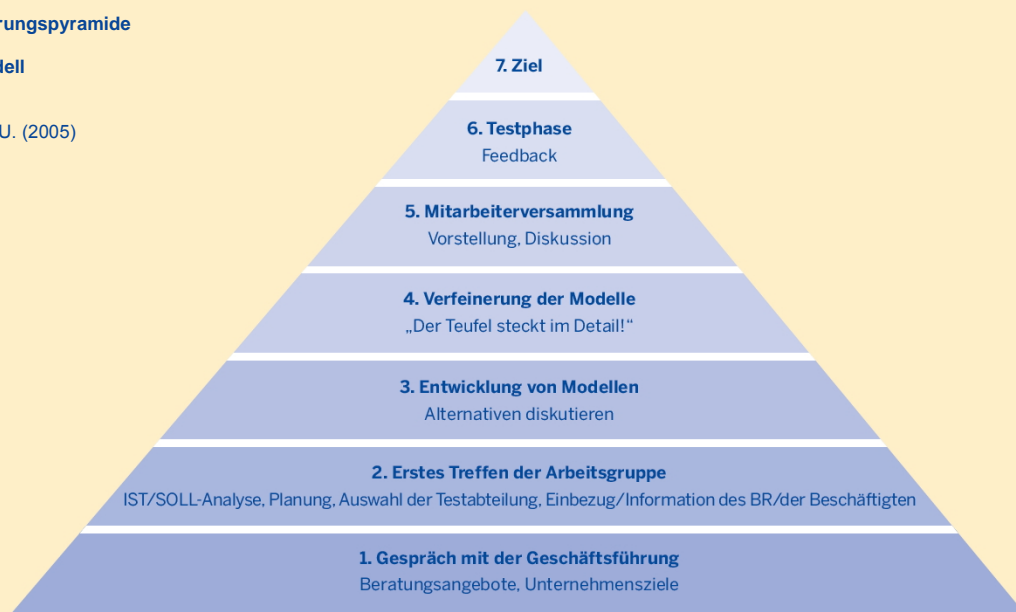 rungspyramide
dell
U. (2005)
7. Ziel
6. Testphase
Feedback
5. Mitarbeiterversammlung
Vorstellung, Diskussion
4. Verfeinerung der Modelle
„Der Teufel steckt im Detail!“
3. Entwicklung von Modellen
Alternativen diskutieren
2. Erstes Treffen der Arbeitsgruppe
IST/SOLL-Analyse, Planung, Auswahl der Testabteilung, Einbezug/Information des BR/der Beschäftigten
1. Gespräch mit der Geschäftsführung
Beratungsangebote, Unternehmensziele